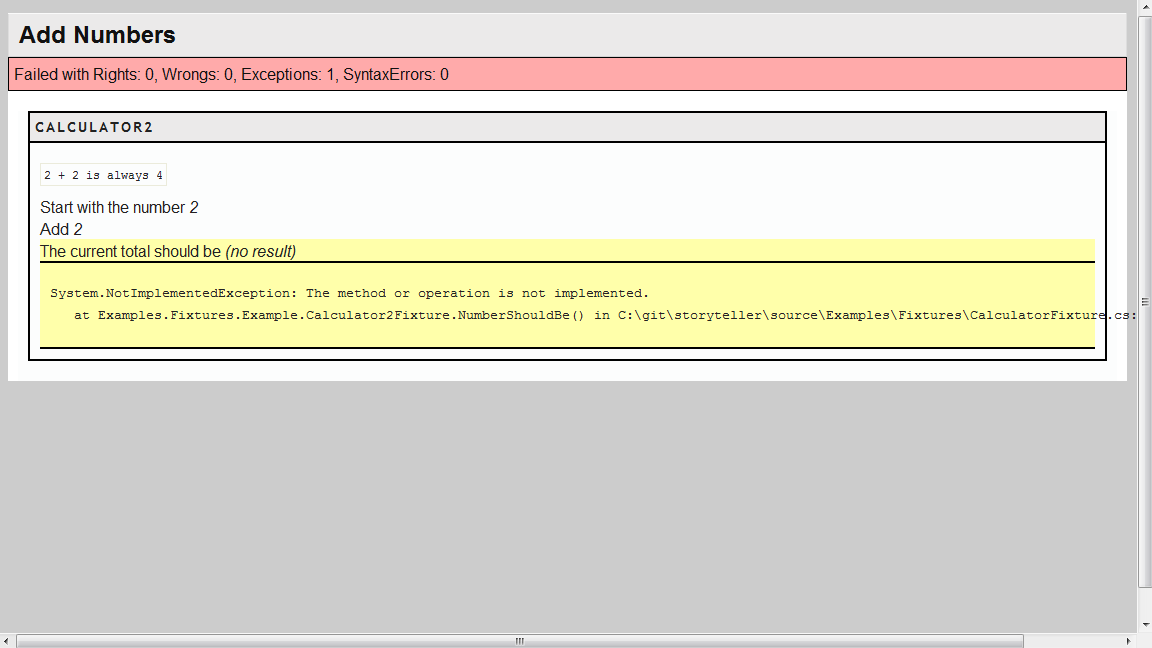 Add Numbers
Failed with Rights: 0, Wrongs: 0, Exceptions: 1, SyntaxErrors: 0
CALCULATOR2
2 + 2 is always 4
Start with the number 2
Add 2
The current total should be (no result)
System.NotImplementedException: The method or operation is not implemented.
at Examples.Fixtures.Example.Calculator2Fixture.NumberShouldBe() in C:\git\storyteller\source\Examples\Fixtures\CalculatorFixture.cs: